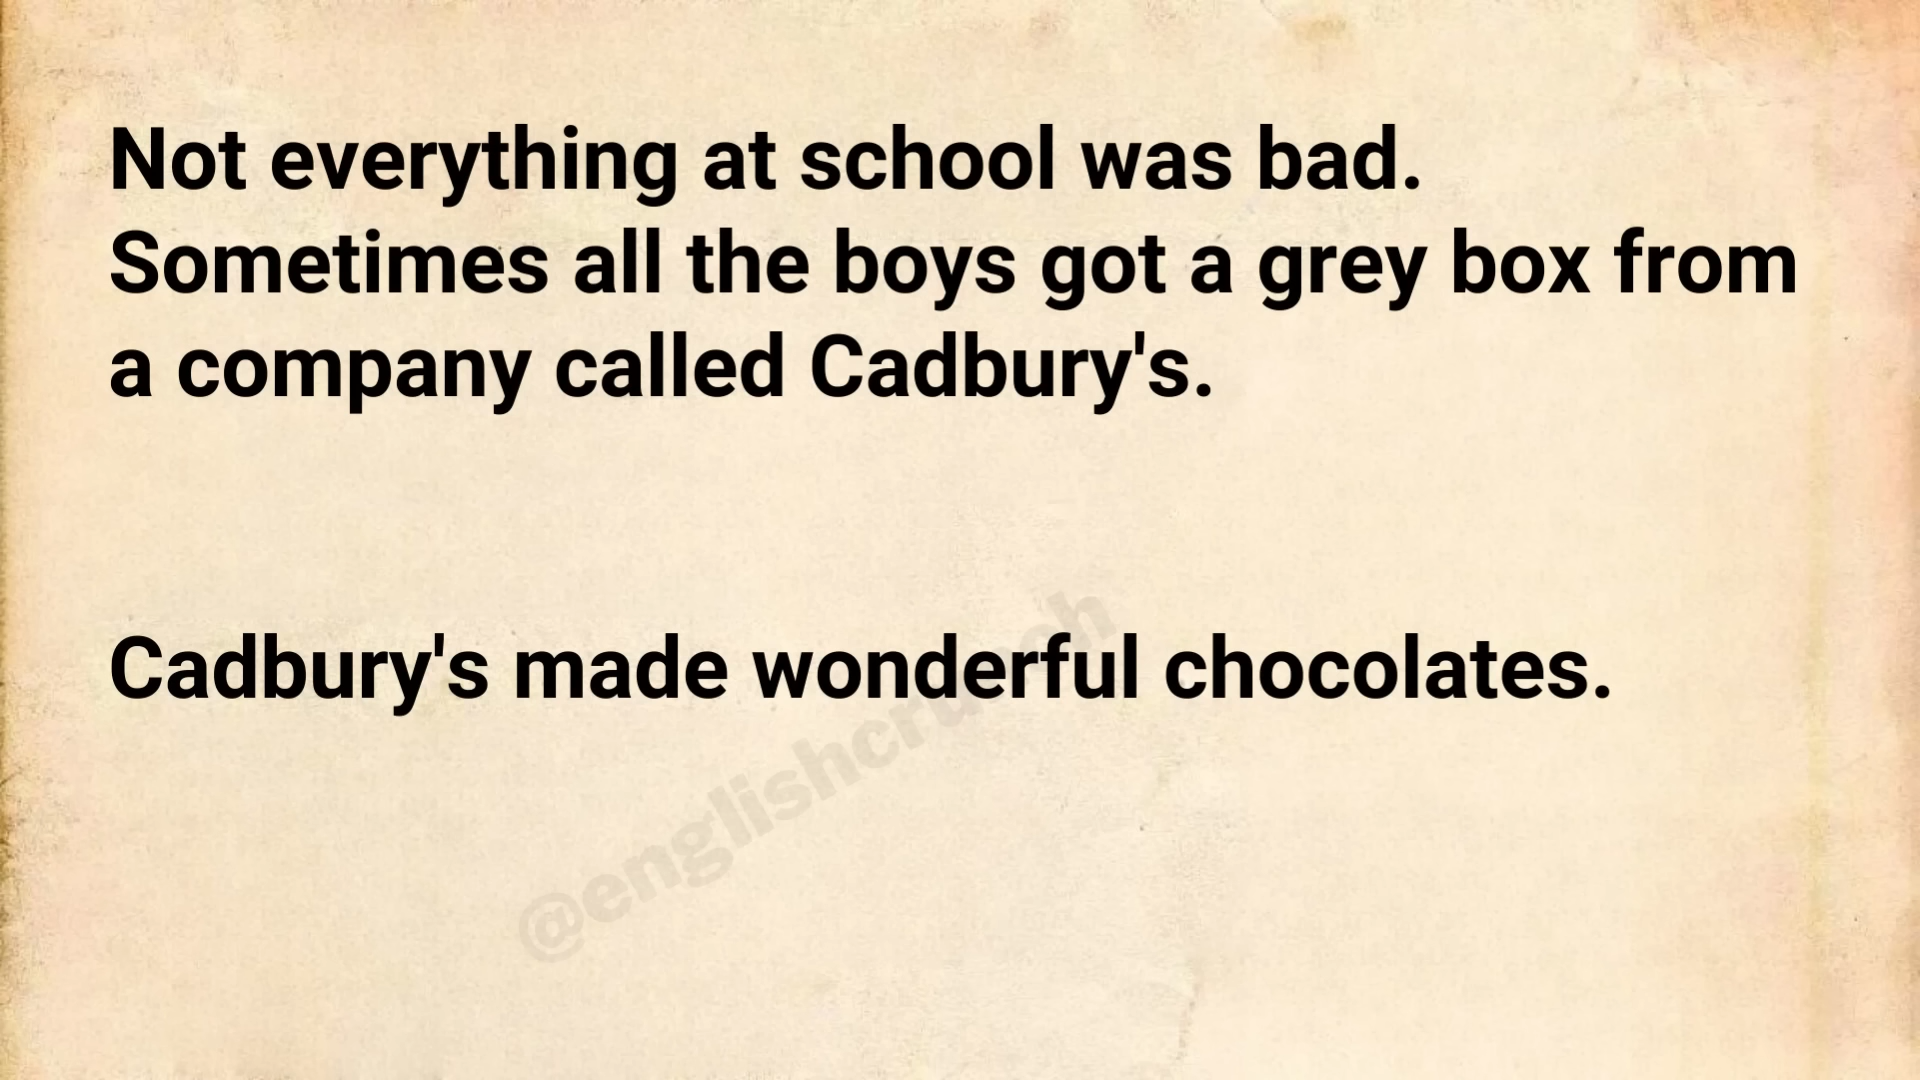 Not everything at school was bad.
Sometimes all the boys got a grey box from
a company called Cadbury's.
Cadbury's made wonderful chocolates.
@englishcrunch